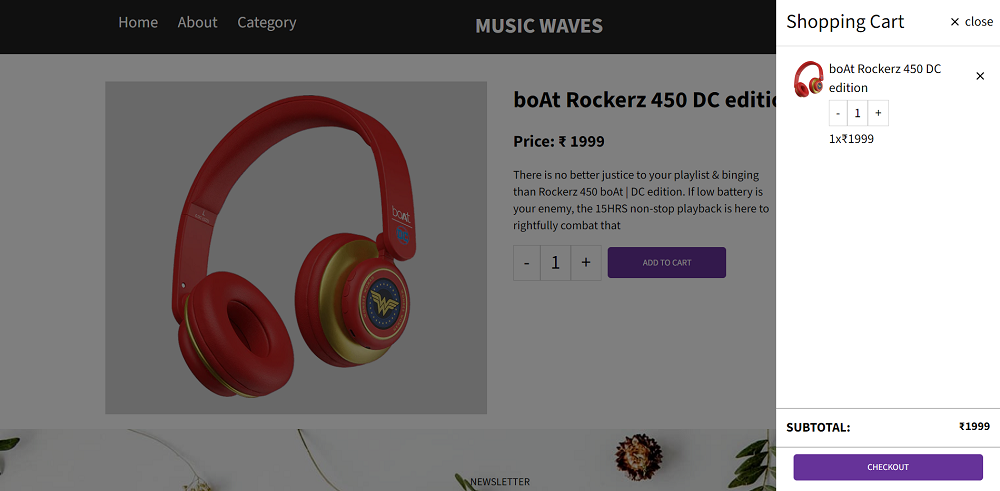 Home About Category
MUSIC WAVES
boAt
boAt Rockerz 450 DC editio
Price: ₹ 1999
There is no better justice to your playlist & binging
than Rockerz 450 boAt | DC edition. If low battery is
your enemy, the 15HRS non-stop playback is here to
rightfully combat that
- 1 +
ADD TO CART
NEWSLETTER
Shopping Cart
× close
boAt Rockerz 450 DC
edition
×
- 1 +
1x₹1999
SUBTOTAL: ₹1999
CHECKOUT